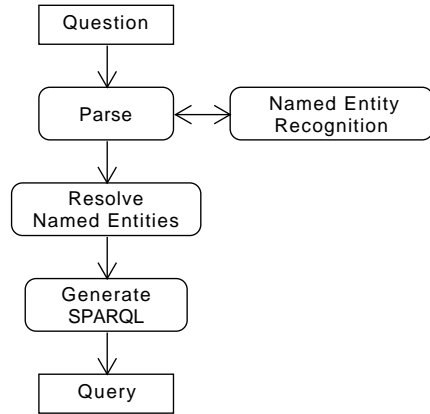 Question
Parse
Named Entity
Recognition
Resolve
Named Entities
Generate
SPARQL
Query